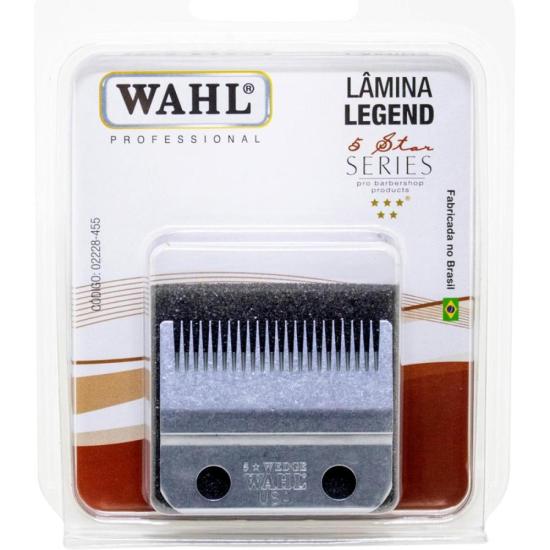 WAHL®
PROFESSIONAL
LÂMINA
LEGEND
5 Star
SERIES
pro barbershop
products
Fabricada no Brasil
CÓDIGO: 02228-455
5 ★ WEDGE
WAHL
USA